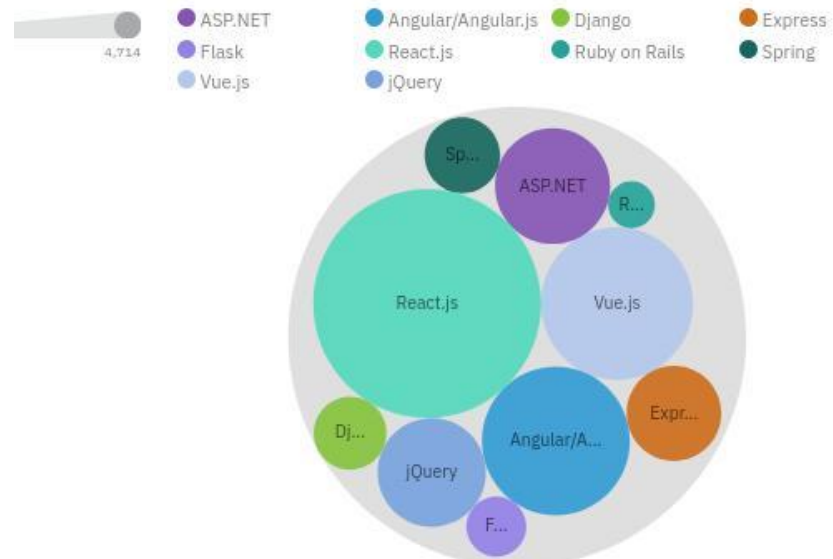 ASP.NET Angular/Angular.js Django Express
4,714
Flask React.js Ruby on Rails Spring
Vue.js jQuery
Sp...
ASP.NET
R...
React.js
Vue.js
Expr...
Dj...
Angular/A...
jQuery
F...